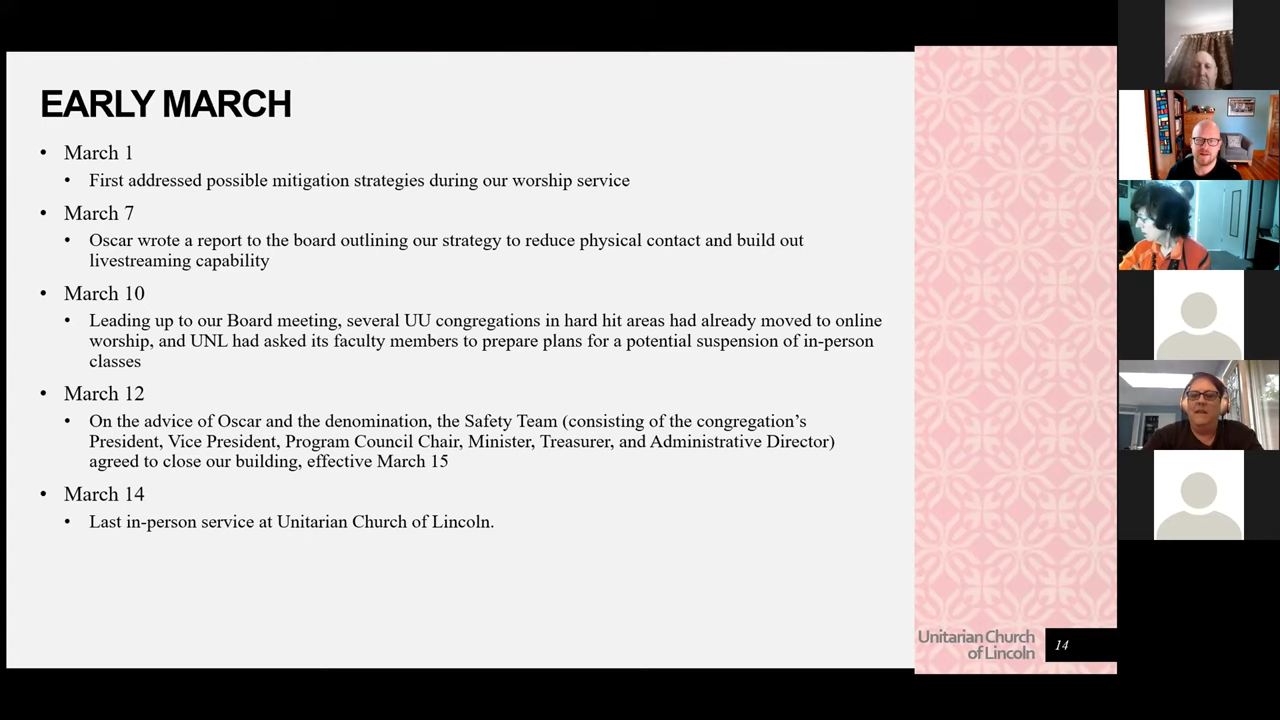 EARLY MARCH
• March 1
• First addressed possible mitigation strategies during our worship service
• March 7
• Oscar wrote a report to the board outlining our strategy to reduce physical contact and build out
livestreaming capability
• March 10
• Leading up to our Board meeting, several UU congregations in hard hit areas had already moved to online
worship, and UNL had asked its faculty members to prepare plans for a potential suspension of in-person
classes
• March 12
• On the advice of Oscar and the denomination, the Safety Team (consisting of the congregation’s
President, Vice President, Program Council Chair, Minister, Treasurer, and Administrative Director)
agreed to close our building, effective March 15
• March 14
• Last in-person service at Unitarian Church of Lincoln.
Unitarian Church
of Lincoln
14